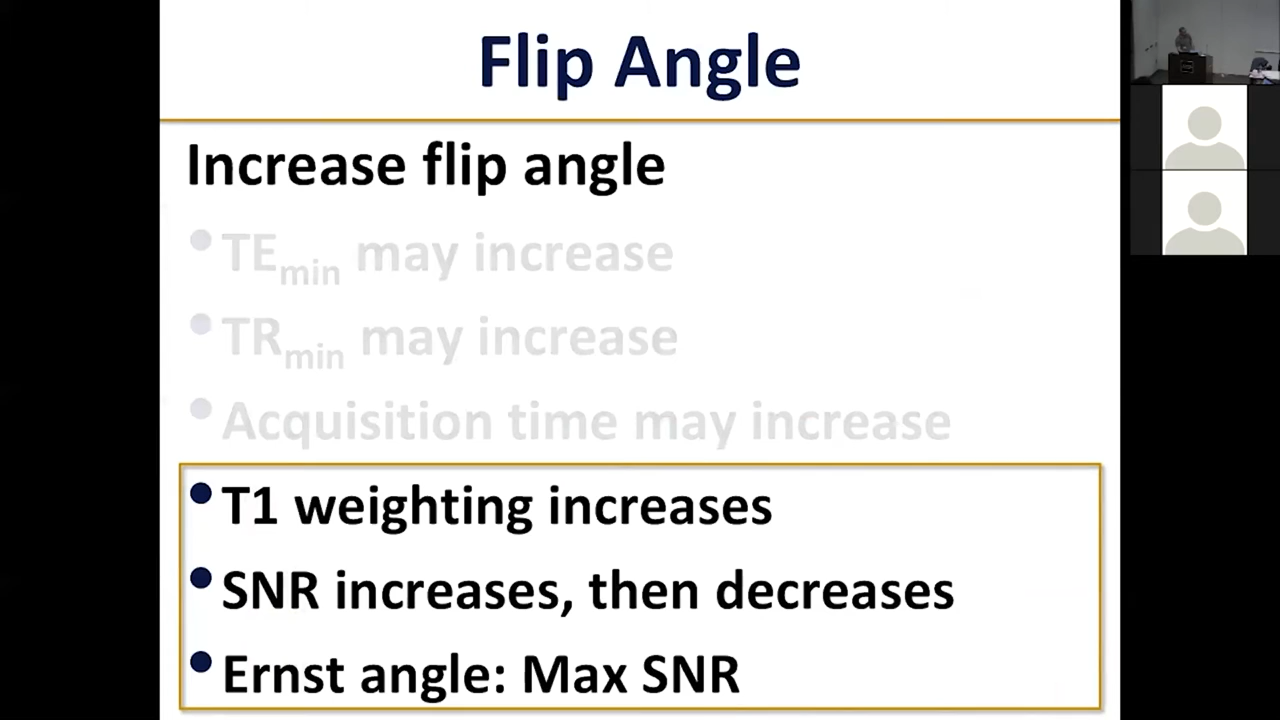 Flip Angle
Increase flip angle
• TEmin may increase
• TRmin may increase
• Acquisition time may increase
• T1 weighting increases
• SNR increases, then decreases
• Ernst angle: Max SNR